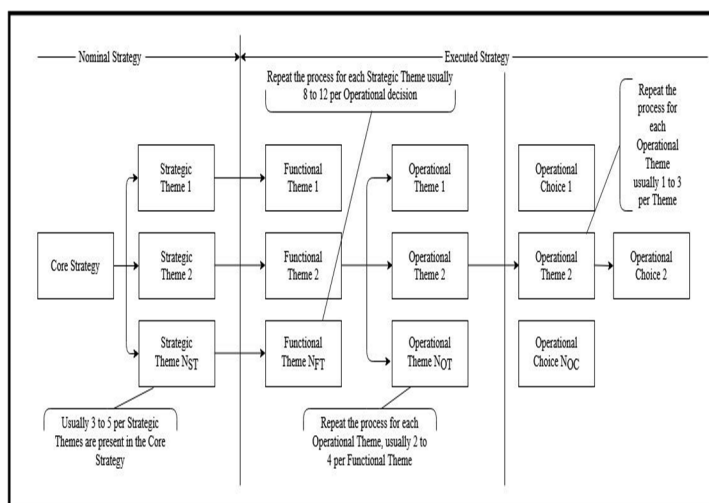 Nominal Strategy
Executed Strategy
Repeat the process for each Strategic Theme usually
8 to 12 per Operational decision
Repeat the
process for
each
Operational
Theme
usually 1 to 3
per Theme
Strategic
Theme 1
Functional
Theme 1
Operational
Theme 1
Operational
Choice 1
Core Strategy
Strategic
Theme 2
Functional
Theme 2
Operational
Theme 2
Operational
Theme 2
Operational
Choice 2
Strategic
Theme NST
Functional
Theme NFT
Operational
Theme NOT
Operational
Choice NOC
Usually 3 to 5 per Strategic
Themes are present in the Core
Strategy
Repeat the process for each
Operational Theme, usually 2 to
4 per Functional Theme